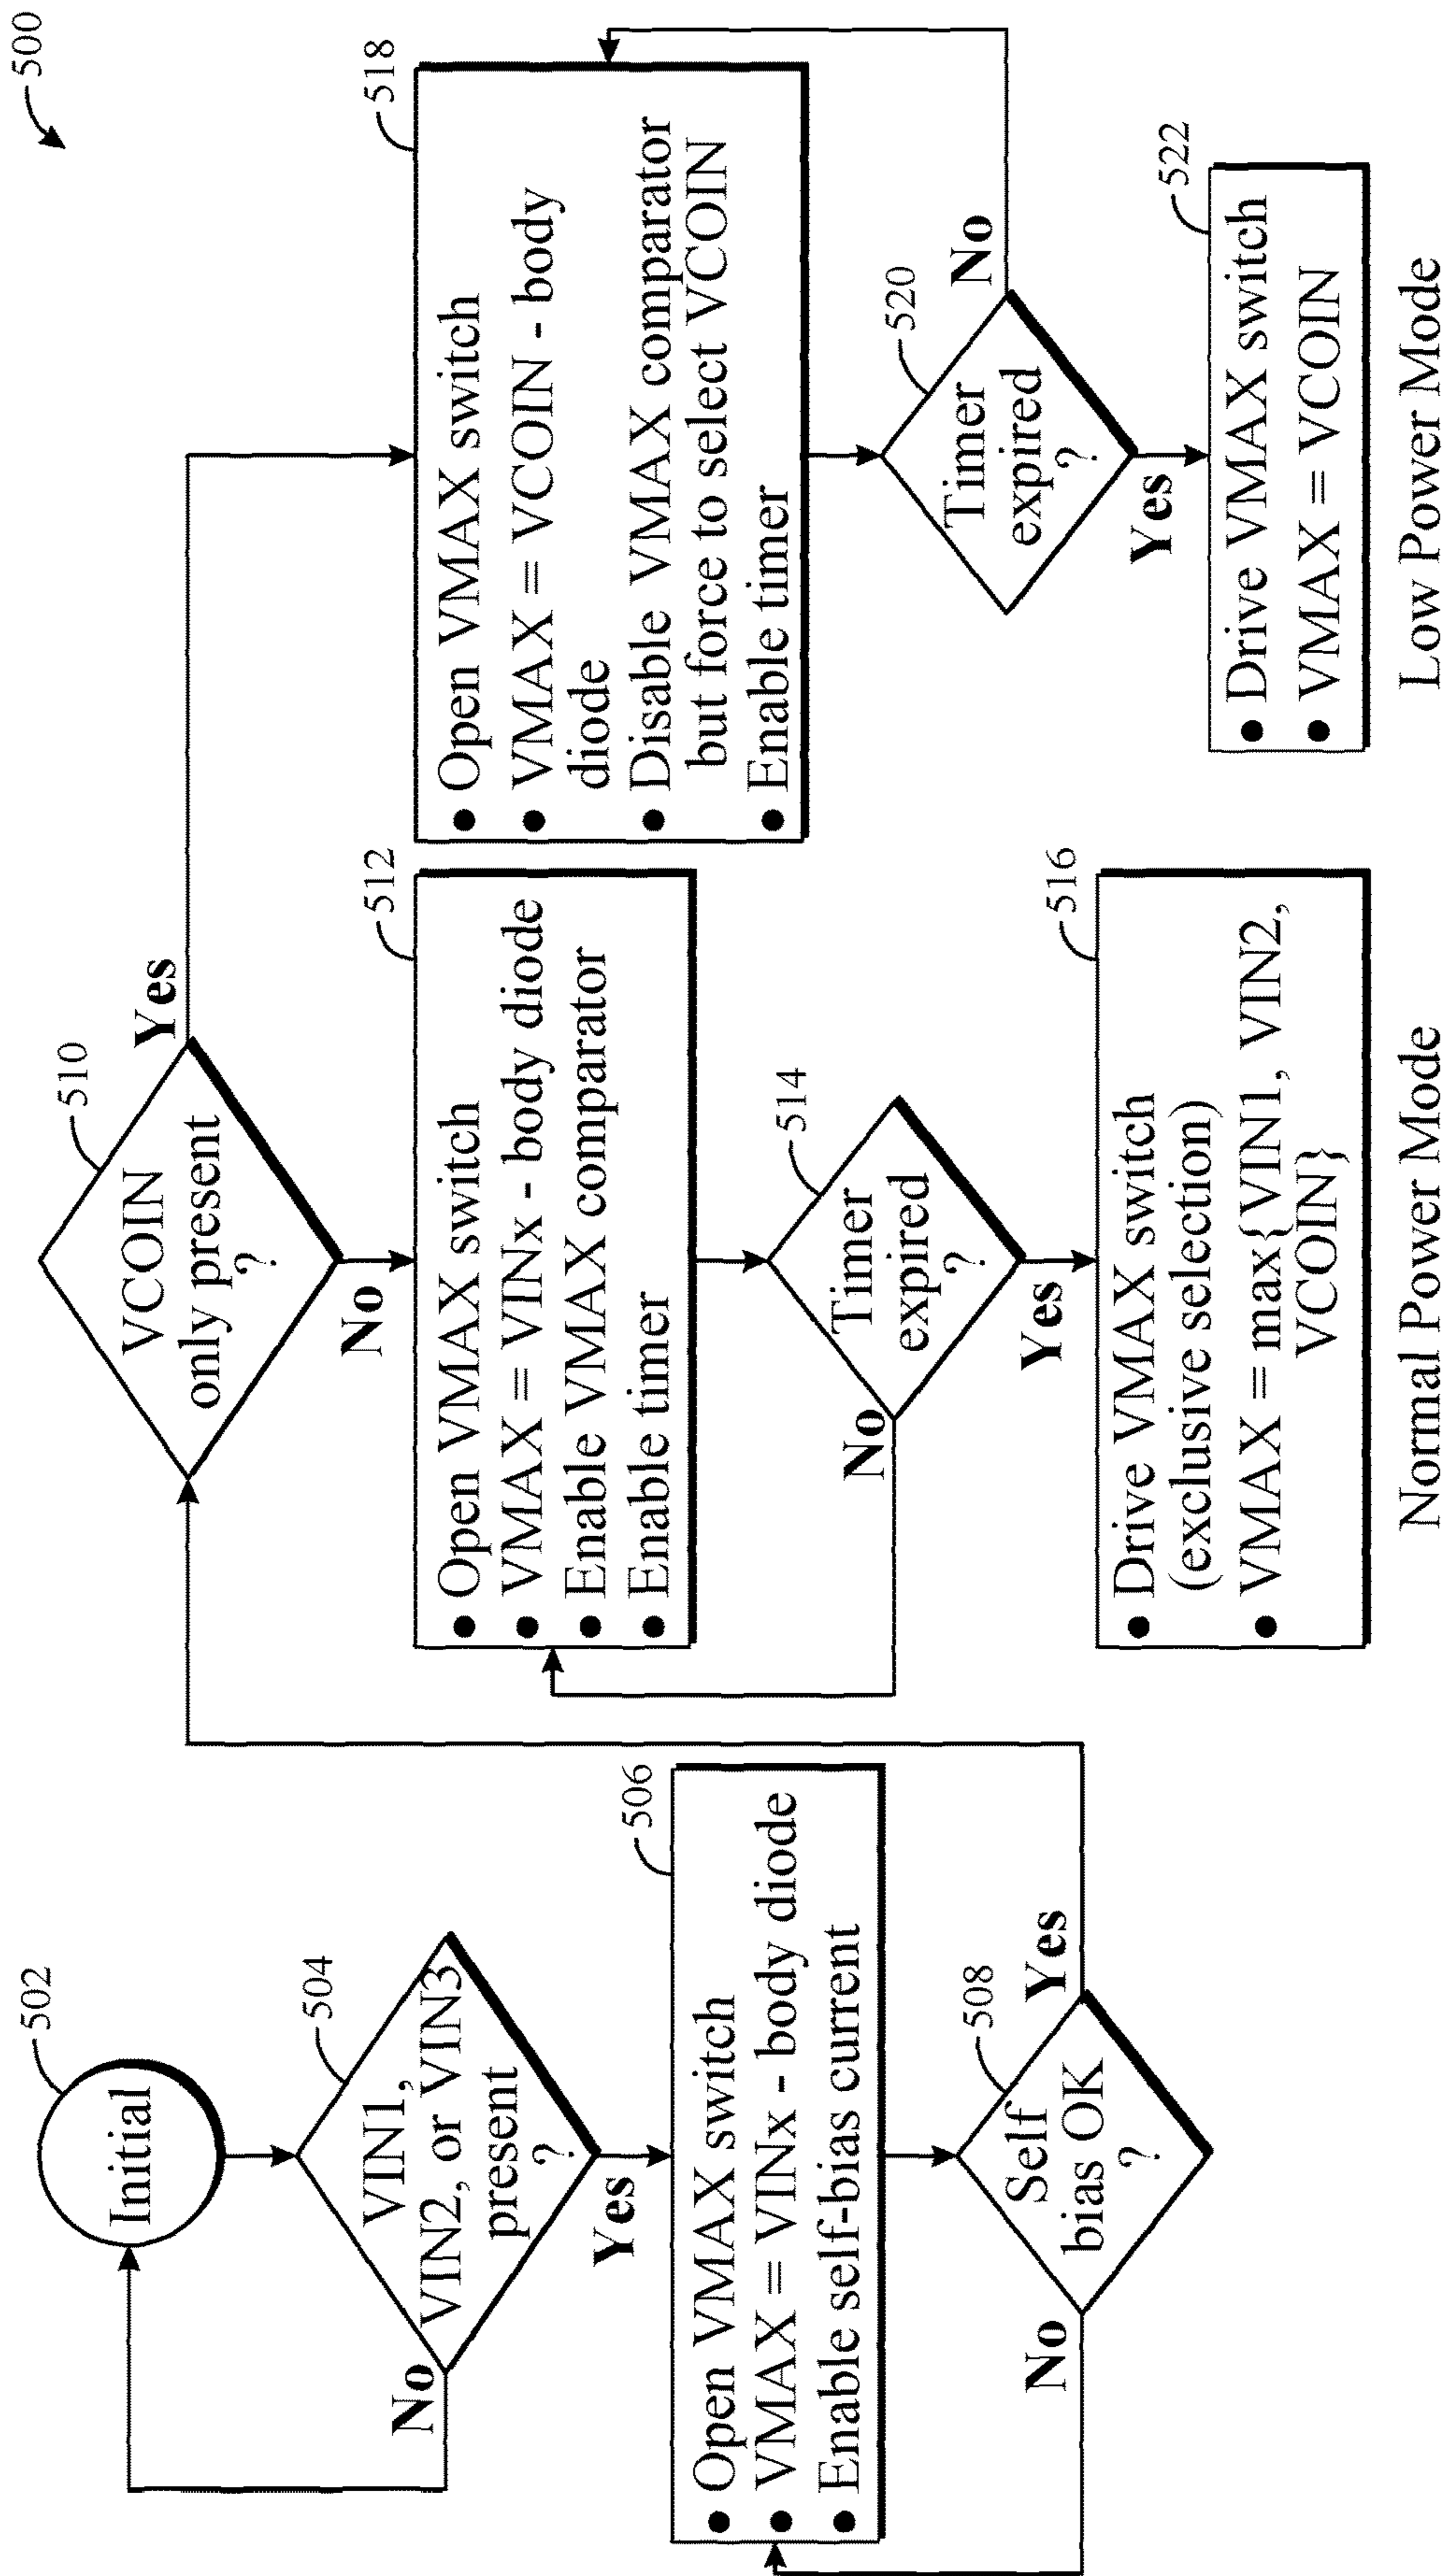 500
502
Initial
504
VIN1,
VIN2, or VIN3
present
?
No
Yes
506
• Open VMAX switch
• VMAX = VINx - body diode
• Enable self-bias current
508
Self
bias OK
?
No
Yes
510
VCOIN
only present
?
Yes
No
512
• Open VMAX switch
• VMAX = VINx - body diode
• Enable VMAX comparator
• Enable timer
514
Timer
expired
?
No
Yes
516
• Drive VMAX switch
(exclusive selection)
• VMAX = max{VIN1, VIN2,
VCOIN}
Normal Power Mode
518
• Open VMAX switch
• VMAX = VCOIN - body
diode
• Disable VMAX comparator
but force to select VCOIN
• Enable timer
520
Timer
expired
?
No
Yes
522
• Drive VMAX switch
• VMAX = VCOIN
Low Power Mode